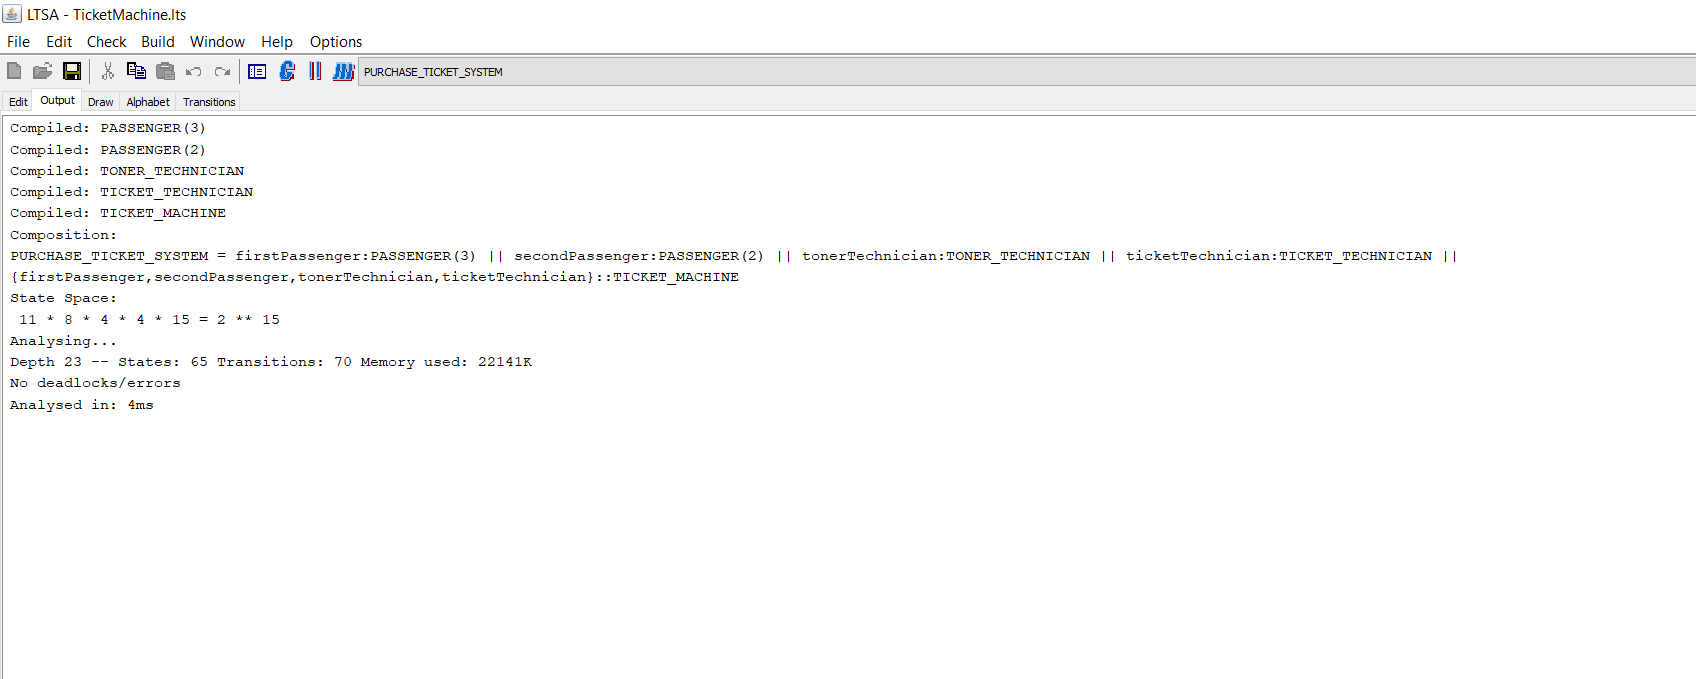 LTSA - TicketMachine.lts
File Edit Check Build Window Help Options
PURCHASE_TICKET_SYSTEM
Edit Output Draw Alphabet Transitions
Compiled: PASSENGER(3)
Compiled: PASSENGER(2)
Compiled: TONER_TECHNICIAN
Compiled: TICKET_TECHNICIAN
Compiled: TICKET_MACHINE
Composition:
PURCHASE_TICKET_SYSTEM = firstPassenger:PASSENGER(3) || secondPassenger:PASSENGER(2) || tonerTechnician:TONER_TECHNICIAN || ticketTechnician:TICKET_TECHNICIAN ||
{firstPassenger,secondPassenger,tonerTechnician,ticketTechnician}::TICKET_MACHINE
State Space:
11 * 8 * 4 * 4 * 15 = 2 ** 15
Analysing...
Depth 23 -- States: 65 Transitions: 70 Memory used: 22141K
No deadlocks/errors
Analysed in: 4ms